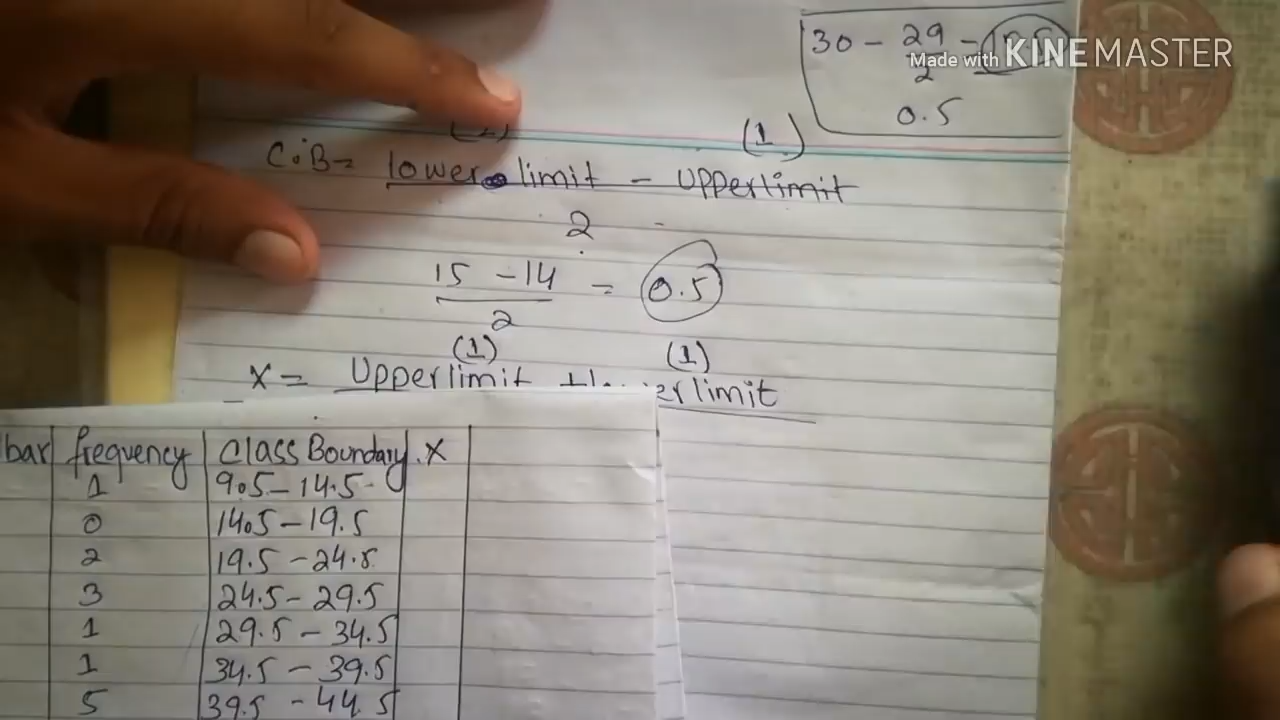 30 - 29 =
2
0.5
Made with KINEMASTER
(1)
C.B= lower limit - Upperlimit
2
15 - 14 = 0.5
2
(1) (1)
X= Upperlimit erlimit
bar frequency Class Boundary X
1 9.5-14.5
0 14.5-19.5
2 19.5-24.5
3 24.5-29.5
1 29.5-34.5
1 34.5-39.5
5 39.5-44.5